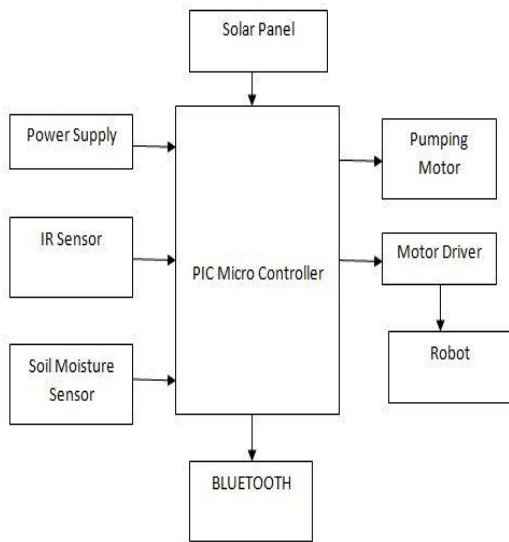 Solar Panel
Power Supply
Pumping
Motor
IR Sensor
PIC Micro Controller
Motor Driver
Soil Moisture
Sensor
Robot
BLUETOOTH